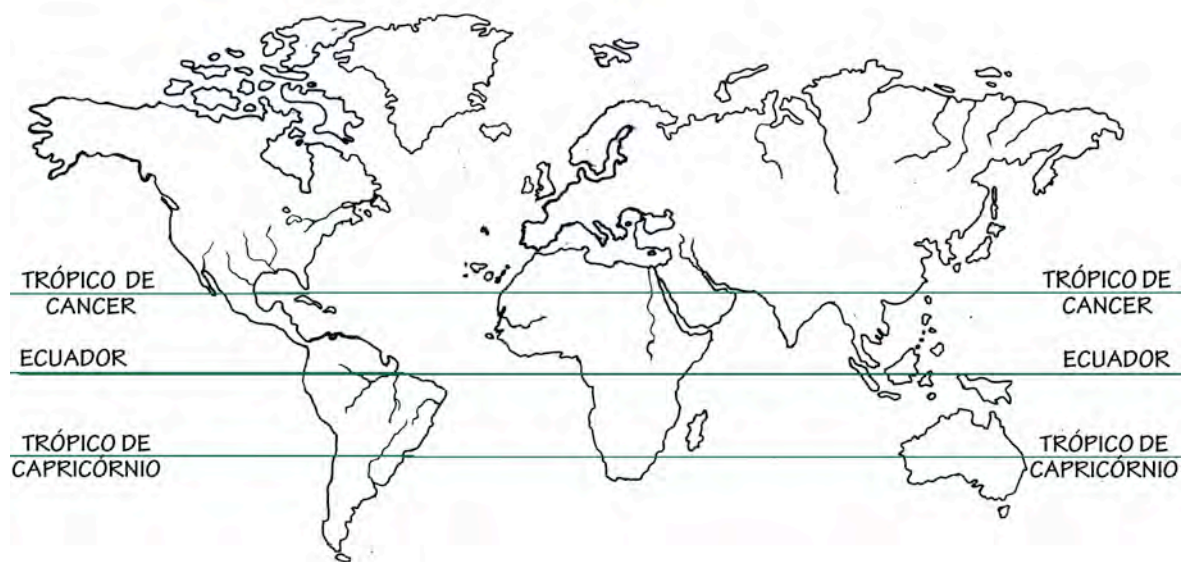 TRÓPICO DE
CANCER
TRÓPICO DE
CANCER
ECUADOR
ECUADOR
TRÓPICO DE
CAPRICÓRNIO
TRÓPICO DE
CAPRICÓRNIO